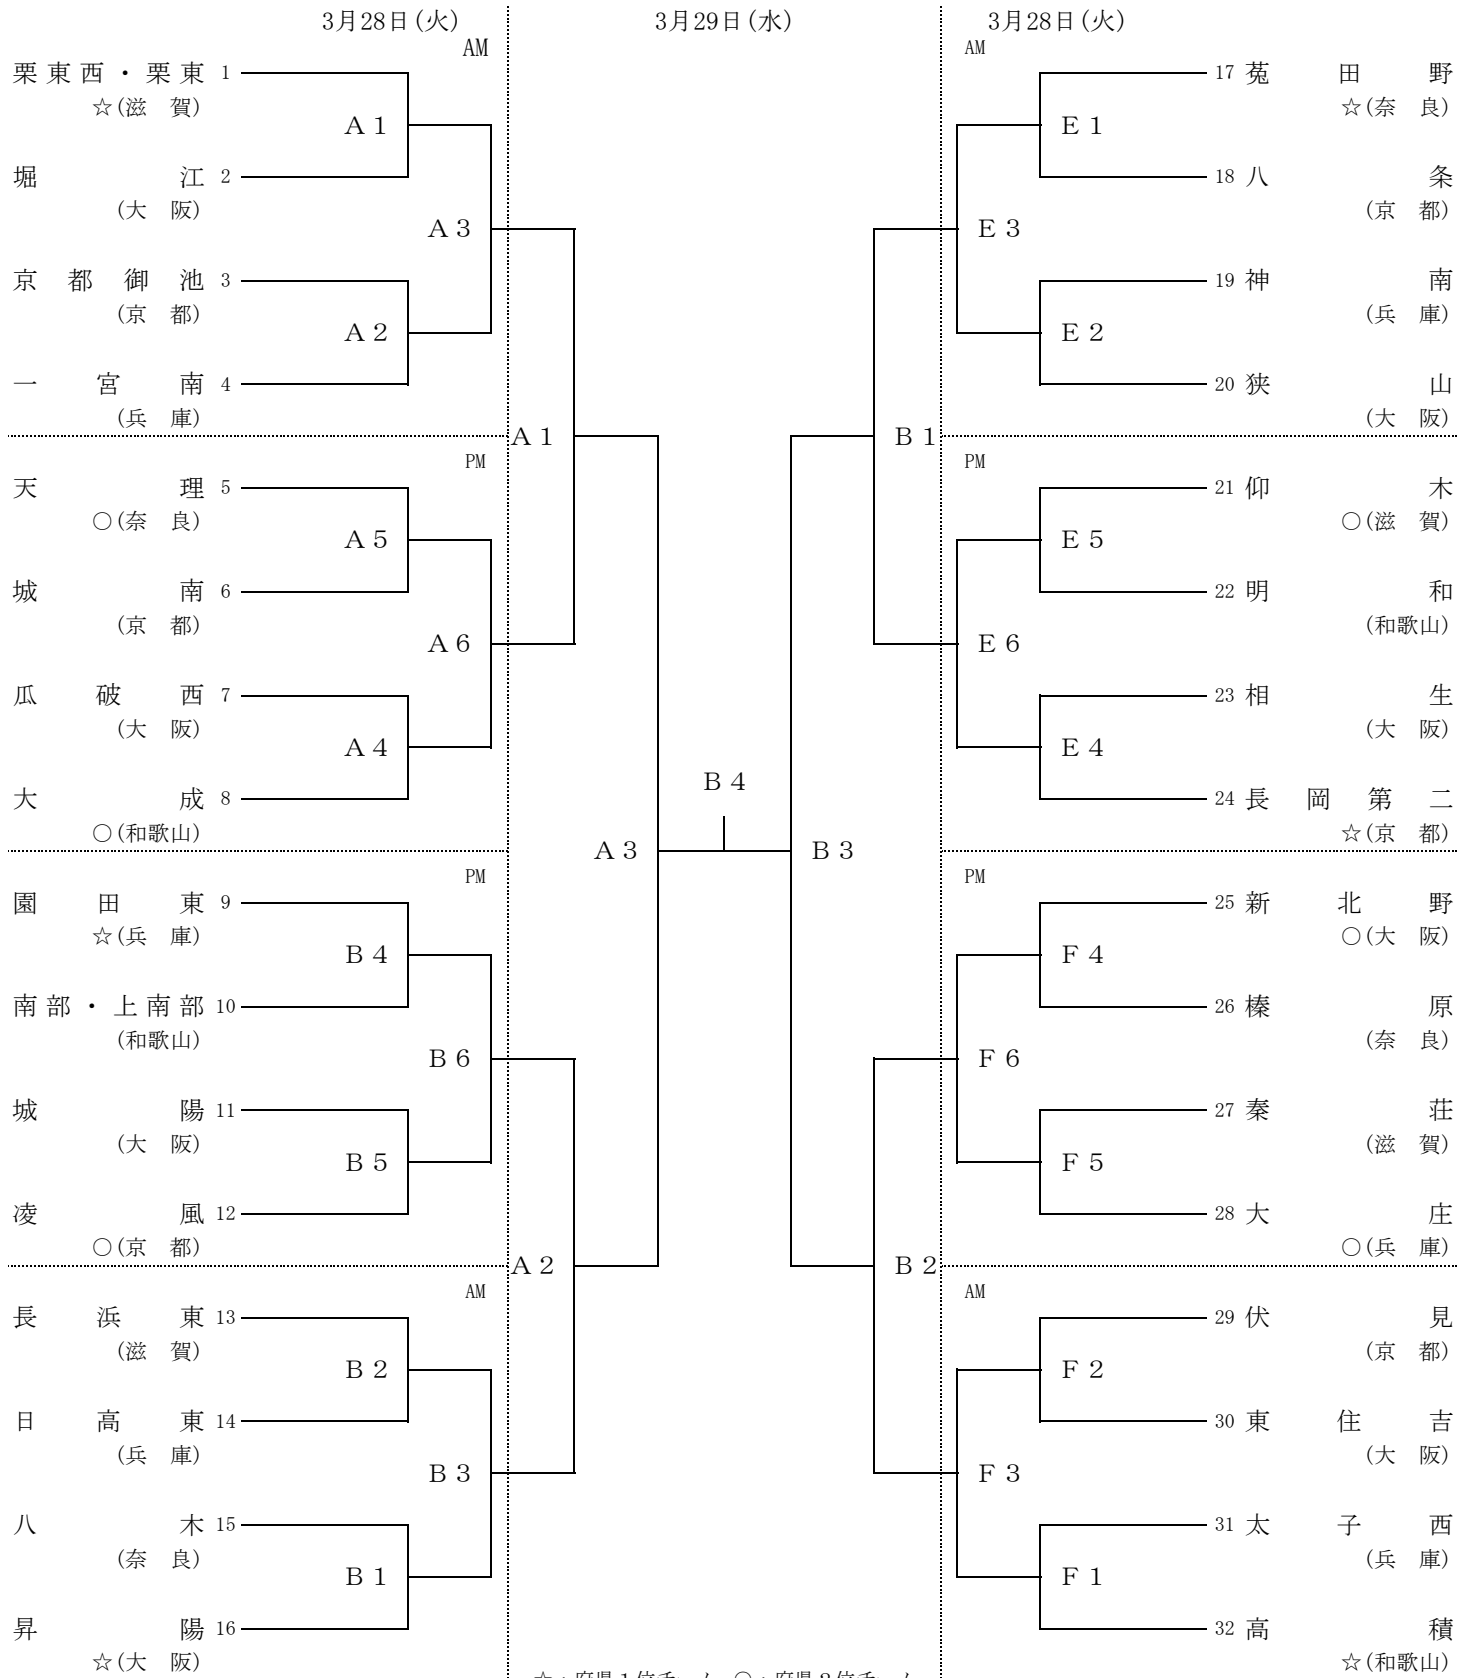 3月28日(火) 3月29日(水) 3月28日(火)
AM AM
栗東西・栗東 1 17 菟田野
☆(滋 賀) ☆(奈 良)
A1 E1
堀江 2 18 八条
(大 阪) (京 都)
A3 E3
京都御池 3 19 神南
(京 都) (兵 庫)
A2 E2
一宮南 4 20 狭山
(兵 庫) (大 阪)
A1 B1
PM PM
天理 5 21 仰木
○(奈 良) ○(滋 賀)
A5 E5
城南 6 22 明和
(京 都) (和歌山)
A6 E6
瓜破西 7 23 相生
(大 阪) (大 阪)
A4 E4
B4
大成 8 24 長岡第二
○(和歌山) ☆(京 都)
A3 B3
PM PM
園田東 9 25 新北野
☆(兵 庫) ○(大 阪)
B4 F4
南部・上南部 10 26 榛原
(和歌山) (奈 良)
B6 F6
城陽 11 27 秦荘
(大 阪) (滋 賀)
B5 F5
凌風 12 28 大庄
○(京 都) ○(兵 庫)
A2 B2
AM AM
長浜東 13 29 伏見
(滋 賀) (京 都)
B2 F2
日高東 14 30 東住吉
(兵 庫) (大 阪)
B3 F3
八木 15 31 太子西
(奈 良) (兵 庫)
B1 F1
昇陽 16 32 高積
☆(大 阪) ☆(和歌山)